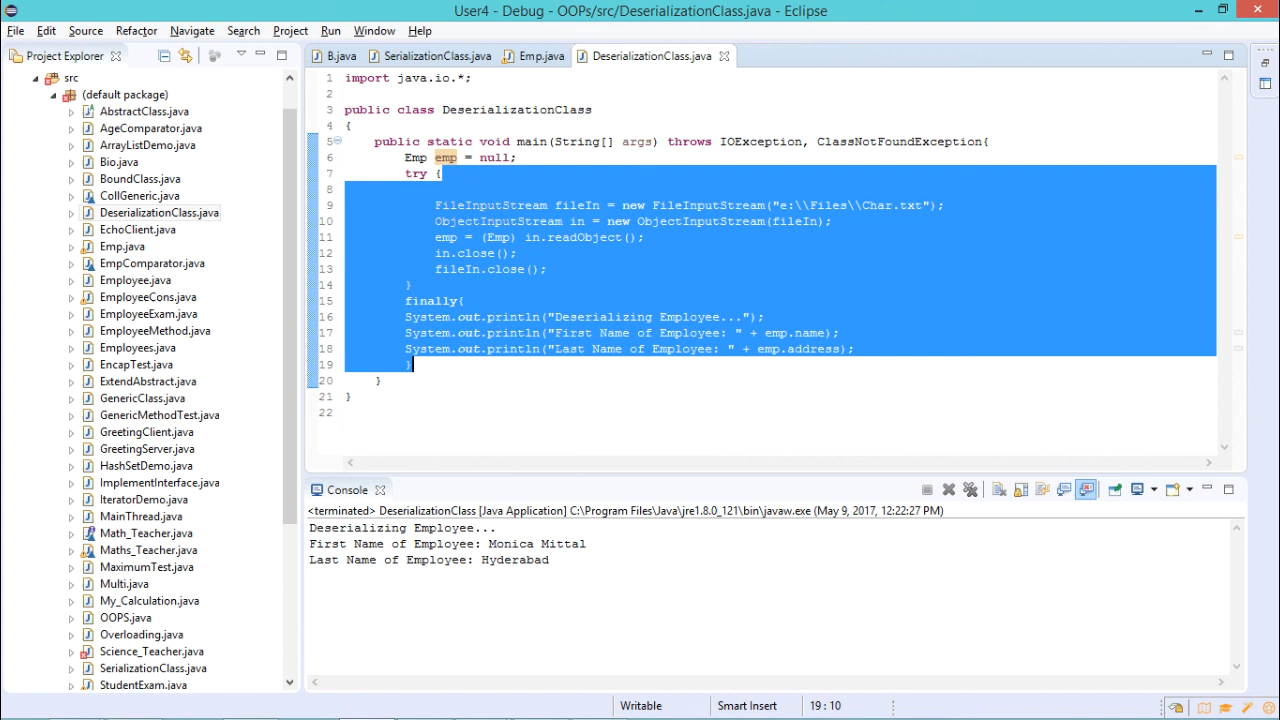 User4 - Debug - OOPs/src/DeserializationClass.java - Eclipse
File Edit Source Refactor Navigate Search Project Run Window Help
Project Explorer
B.java SerializationClass.java Emp.java DeserializationClass.java
src
(default package)
AbstractClass.java
AgeComparator.java
ArrayListDemo.java
Bio.java
BoundClass.java
CollGeneric.java
DeserializationClass.java
EchoClient.java
Emp.java
EmpComparator.java
Employee.java
EmployeeCons.java
EmployeeExam.java
EmployeeMethod.java
Employees.java
EncapTest.java
ExtendAbstract.java
GenericClass.java
GenericMethodTest.java
GreetingClient.java
GreetingServer.java
HashSetDemo.java
ImplementInterface.java
IteratorDemo.java
MainThread.java
Math_Teacher.java
Maths_Teacher.java
MaximumTest.java
Multi.java
My_Calculation.java
OOPS.java
Overloading.java
Science_Teacher.java
SerializationClass.java
StudentExam.java
1 import java.io.*;
2
3 public class DeserializationClass
4 {
5 public static void main(String[] args) throws IOException, ClassNotFoundException{
6 Emp emp = null;
7 try {
8
9 FileInputStream fileIn = new FileInputStream("e:\\Files\\Char.txt");
10 ObjectInputStream in = new ObjectInputStream(fileIn);
11 emp = (Emp) in.readObject();
12 in.close();
13 fileIn.close();
14 }
15 finally{
16 System.out.println("Deserializing Employee...");
17 System.out.println("First Name of Employee: " + emp.name);
18 System.out.println("Last Name of Employee: " + emp.address);
19 }
20 }
21 }
22
Console
<terminated> DeserializationClass [Java Application] C:\Program Files\Java\jre1.8.0_121\bin\javaw.exe (May 9, 2017, 12:22:27 PM)
Deserializing Employee...
First Name of Employee: Monica Mittal
Last Name of Employee: Hyderabad
Writable Smart Insert 19 : 10